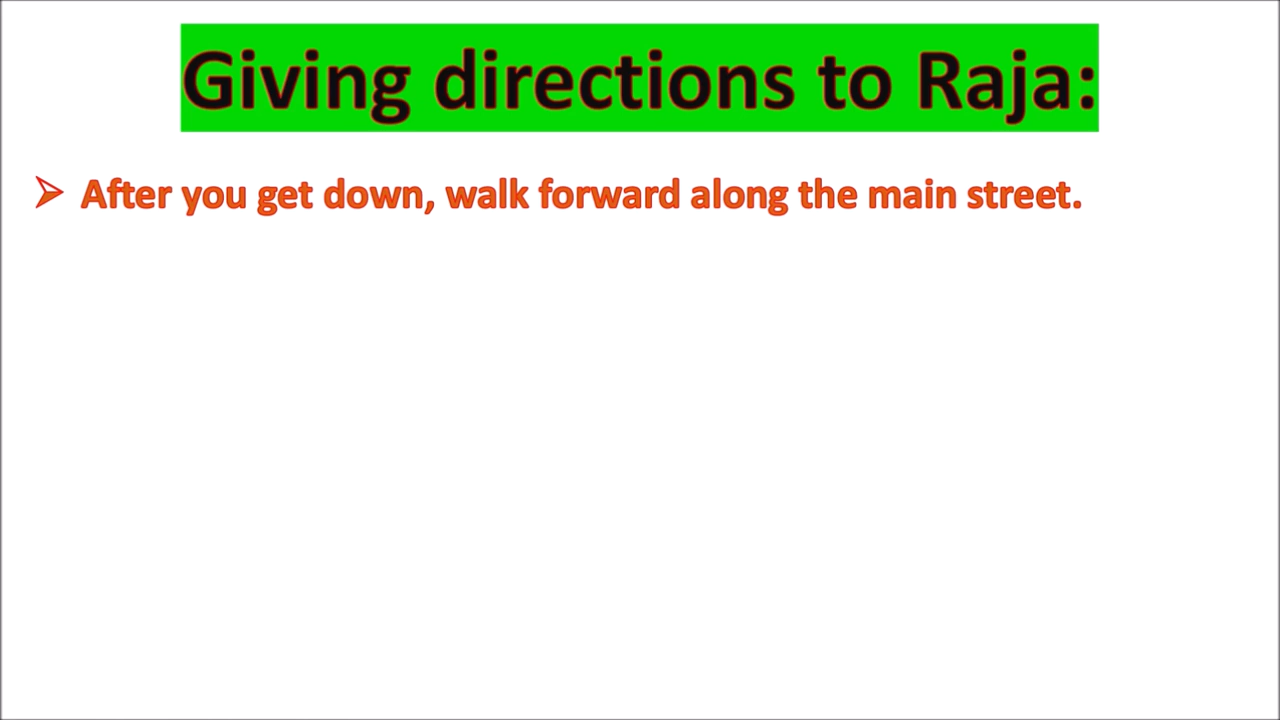 Giving directions to Raja:
➢ After you get down, walk forward along the main street.